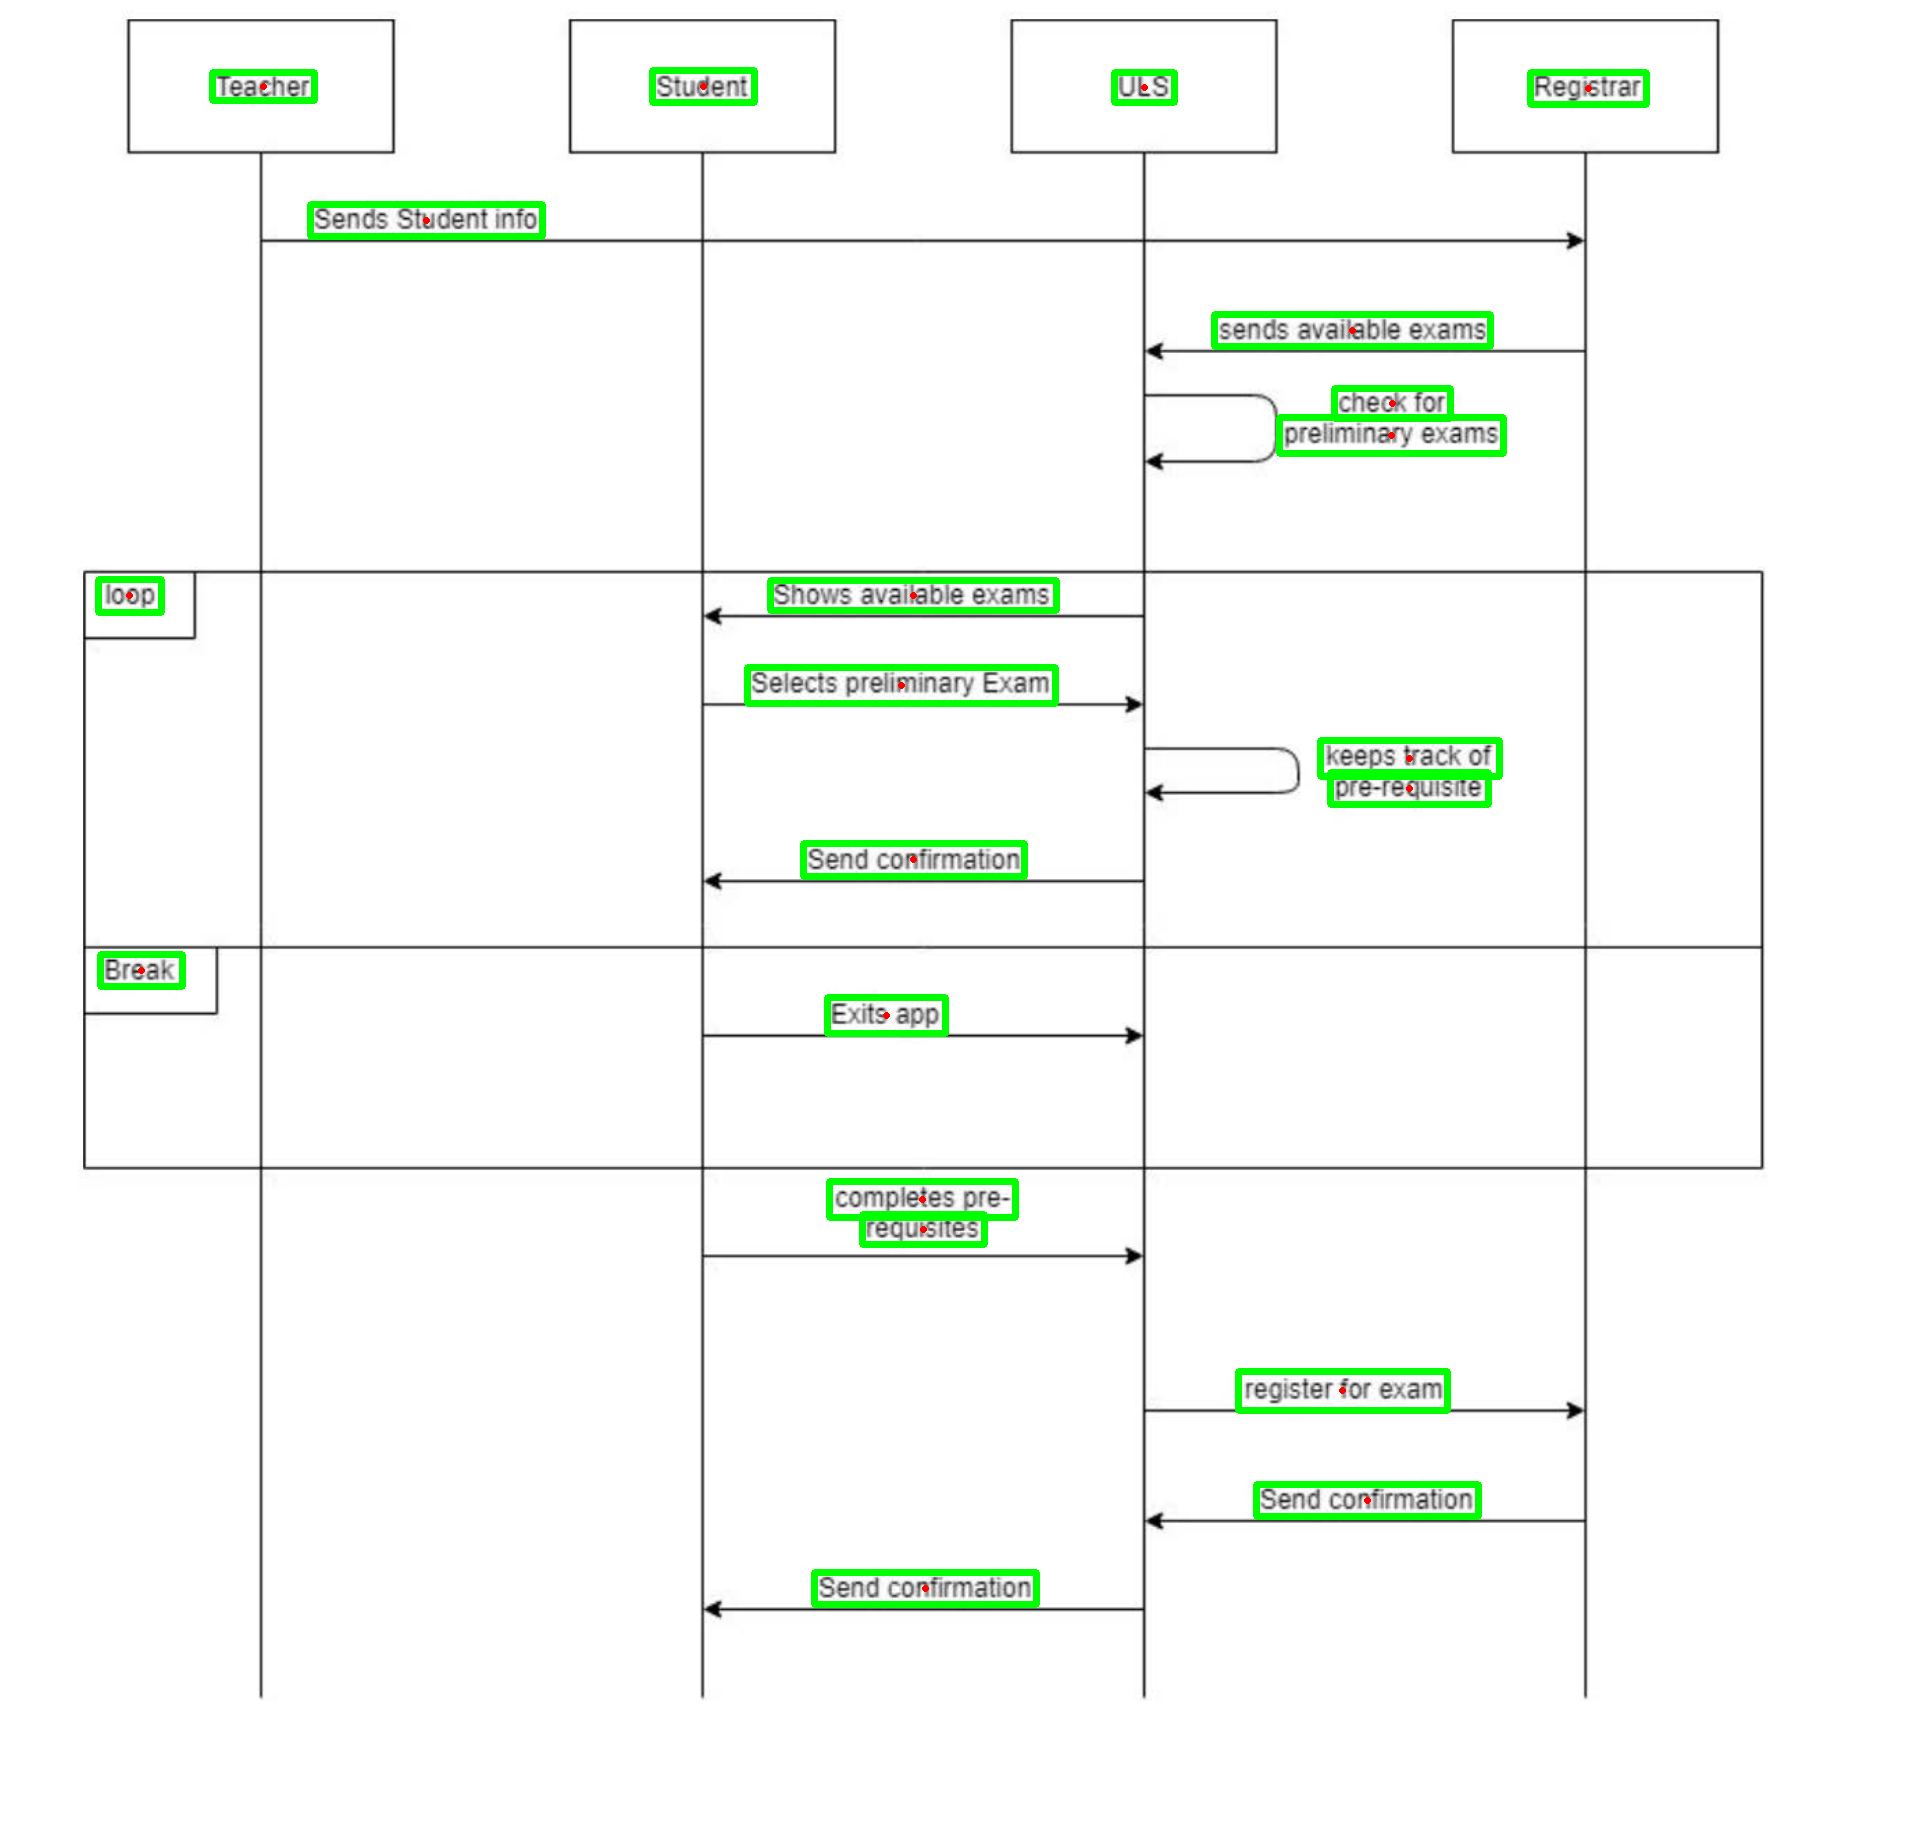 Teacher
Student
ULS
Registrar
Sends Student info
sends available exams
check for
preliminary exams
loop
Shows available exams
Selects preliminary Exam
keeps track of
pre-requisite
Send confirmation
Break
Exits app
completes pre-
requisites
register for exam
Send confirmation
Send confirmation